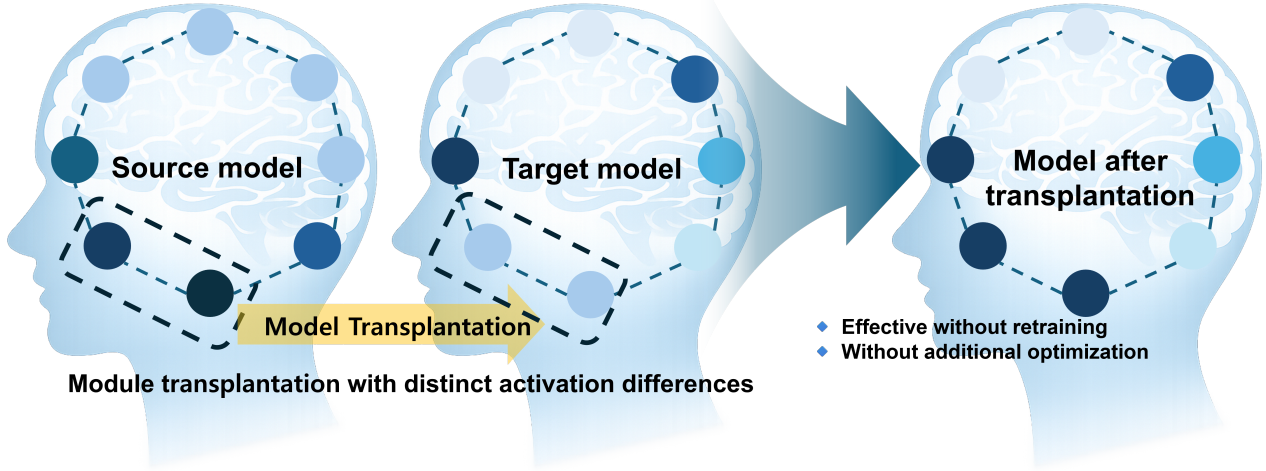 Source model
Target model
Model after
transplantation
Model Transplantation
Effective without retraining
Without additional optimization
Module transplantation with distinct activation differences